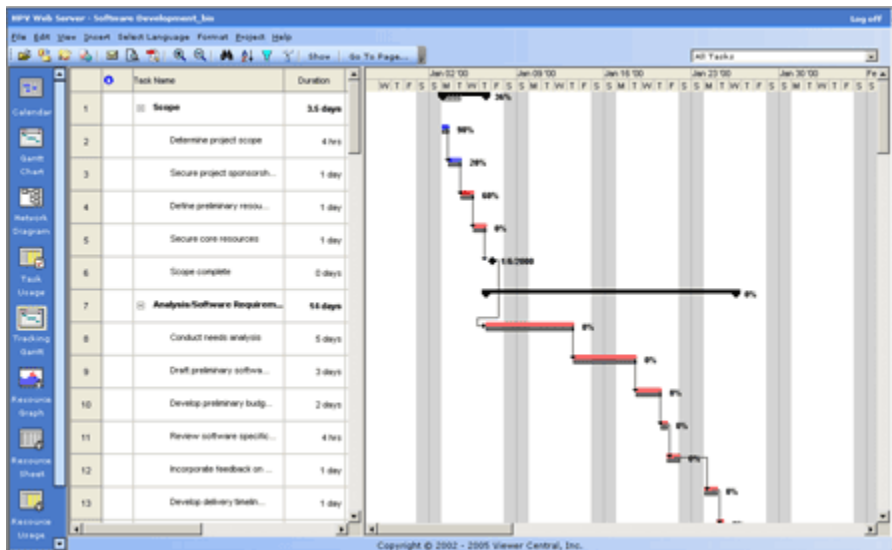 HPV Web Server - Software Development_bin
Log off
File Edit View Insert Select Language Format Project Help
Show Go To Page...
All Tasks
Calendar
Gantt Chart
Network Diagram
Task Usage
Tracking Gantt
Resource Graph
Resource Sheet
Resource Usage
Task Name Duration
Jan 02 '00 Jan 09 '00 Jan 16 '00 Jan 23 '00 Jan 30 '00 Fe
W T F S S M T W T F S S M T W T F S S M T W T F S S M T W T F S S M T W T F S S
1 Scope 3.5 days 36%
2 Determine project scope 4 hrs 90%
3 Secure project sponsorsh... 1 day 20%
4 Define preliminary resou... 1 day 60%
5 Secure core resources 1 day 0%
6 Scope complete 0 days 1/6/2000
7 Analysis/Software Requirem... 14 days 0%
8 Conduct needs analysis 5 days 0%
9 Draft preliminary softwa... 3 days 0%
10 Develop preliminary budg... 2 days 0%
11 Review software specific... 4 hrs 0%
12 Incorporate feedback on ... 1 day 0%
13 Develop delivery timelin... 1 day 0%
Copyright © 2002 - 2005 Viewer Central, Inc.